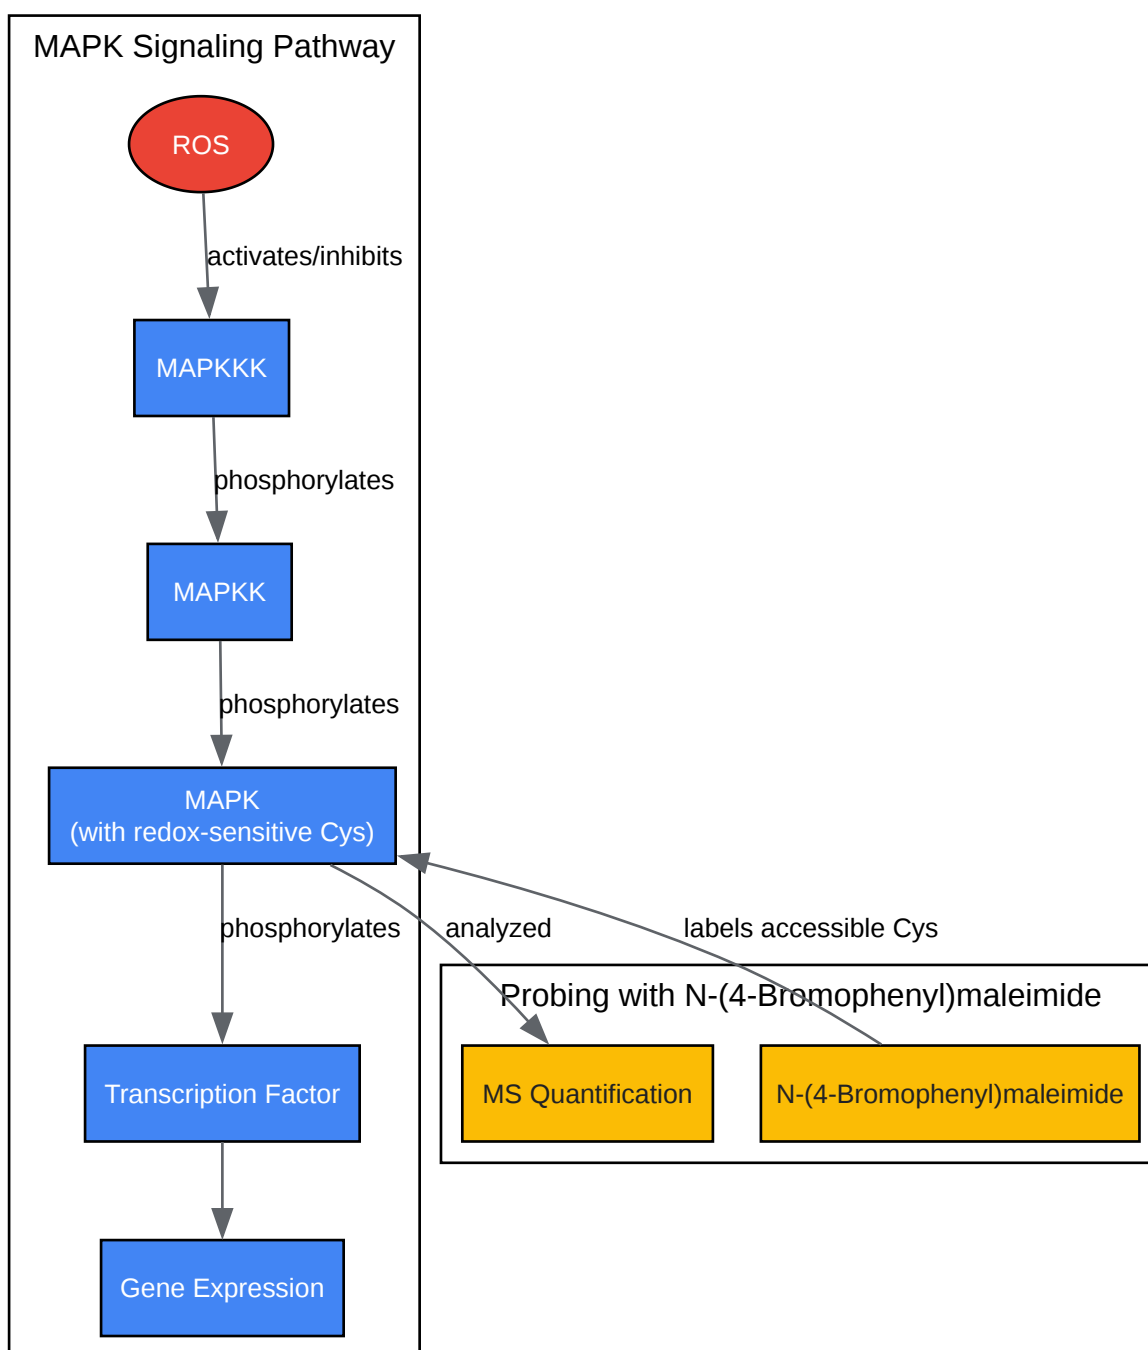 MAPK Signaling Pathway
ROS
activates/inhibits
MAPKKK
phosphorylates
MAPKK
phosphorylates
MAPK
(with redox-sensitive Cys)
phosphorylates
analyzed
labels accessible Cys
Probing with N-(4-Bromophenyl)maleimide
Transcription Factor
MS Quantification
N-(4-Bromophenyl)maleimide
Gene Expression